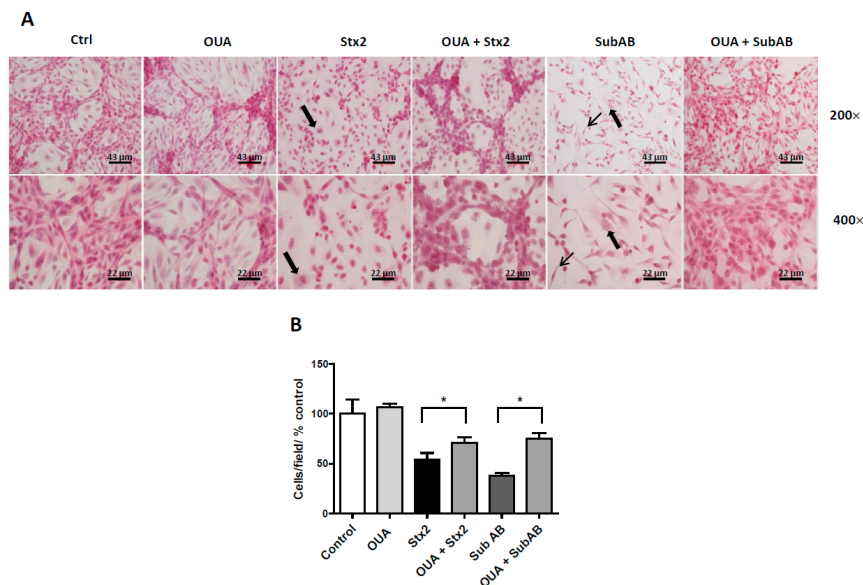 A
Ctrl OUA Stx2 OUA + Stx2 SubAB OUA + SubAB
43 µm 43 µm 43 µm 43 µm 43 µm 43 µm 200×
22 µm 22 µm 22 µm 22 µm 22 µm 22 µm 400×
B
Cells/field/ % control
150
100
50
0
* *
Control OUA Stx2 OUA + Stx2 Sub AB OUA + SubAB